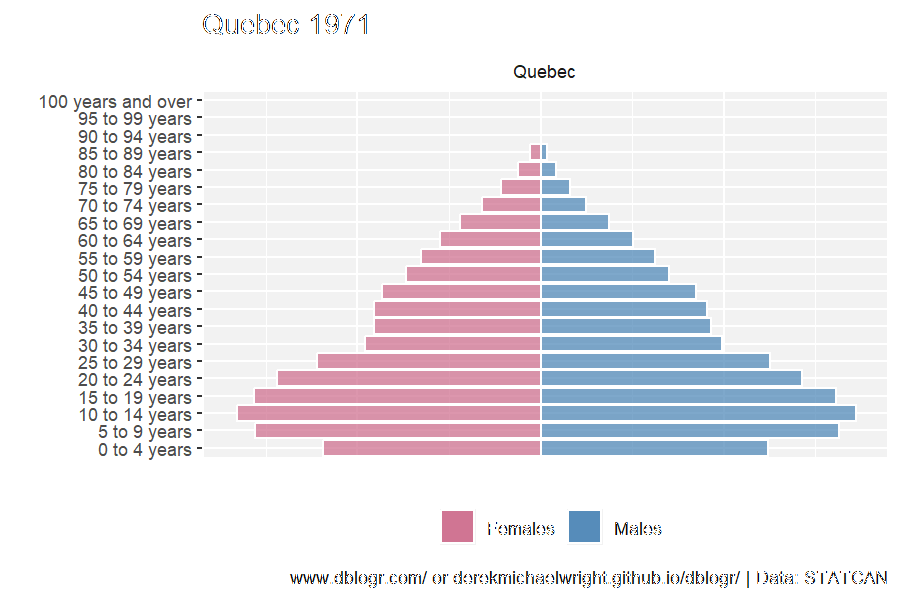 Quebec 1971
Quebec
100 years and over
95 to 99 years
90 to 94 years
85 to 89 years
80 to 84 years
75 to 79 years
70 to 74 years
65 to 69 years
60 to 64 years
55 to 59 years
50 to 54 years
45 to 49 years
40 to 44 years
35 to 39 years
30 to 34 years
25 to 29 years
20 to 24 years
15 to 19 years
10 to 14 years
5 to 9 years
0 to 4 years
Females Males
www.dblogr.com/ or derekmichaelwright.github.io/dblogr/ | Data: STATCAN